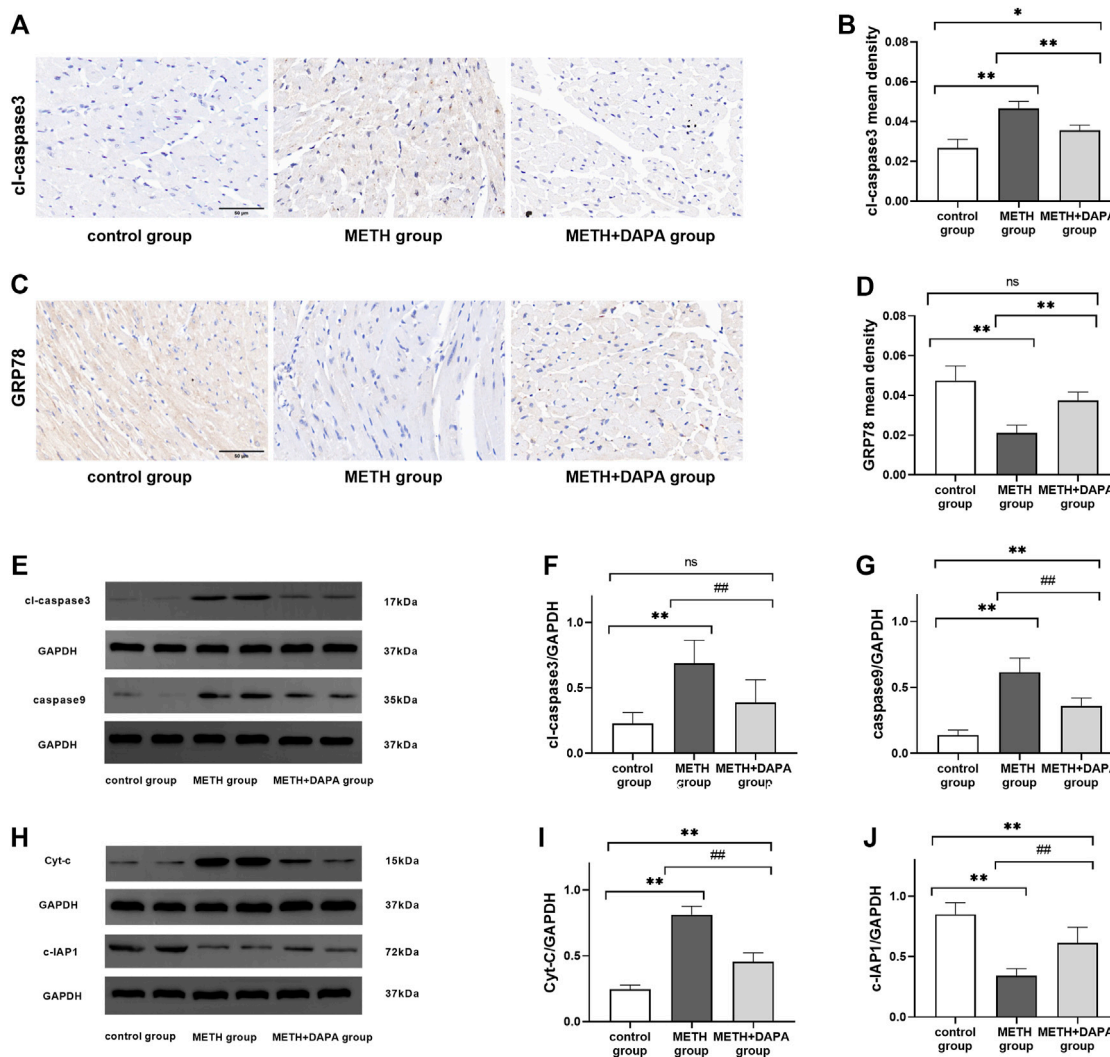 A
cl-caspase3
50 μm
control group
METH group
METH+DAPA group
B
cl-caspase3 mean density
0.08
0.06
0.04
0.02
0.00
*
**
**
control
group
METH
group
METH+DAPA
group
C
GRP78
50 μm
control group
METH group
METH+DAPA group
D
GRP78 mean density
0.08
0.06
0.04
0.02
0.00
ns
**
**
control
group
METH
group
METH+DAPA
group
E
cl-caspase3
17kDa
GAPDH
37kDa
caspase9
35kDa
GAPDH
37kDa
control group
METH group
METH+DAPA group
F
cl-caspase3/GAPDH
1.0
0.5
0.0
ns
##
**
control
group
METH
group
METH+DAPA
group
G
caspase9/GAPDH
1.0
0.5
0.0
**
##
**
control
group
METH
group
METH+DAPA
group
H
Cyt-c
15kDa
GAPDH
37kDa
c-IAP1
72kDa
GAPDH
37kDa
control group
METH group
METH+DAPA group
I
Cyt-C/GAPDH
1.0
0.5
0.0
**
##
**
control
group
METH
group
METH+DAPA
group
J
c-IAP1/GAPDH
1.0
0.5
0.0
**
##
**
control
group
METH
group
METH+DAPA
group